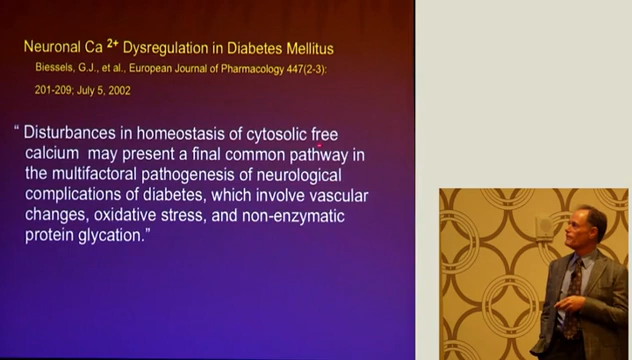 Neuronal Ca 2+ Dysregulation in Diabetes Mellitus
Biessels, G.J., et al., European Journal of Pharmacology 447(2-3):
201-209; July 5, 2002
“ Disturbances in homeostasis of cytosolic free
calcium may present a final common pathway in
the multifactoral pathogenesis of neurological
complications of diabetes, which involve vascular
changes, oxidative stress, and non-enzymatic
protein glycation.”